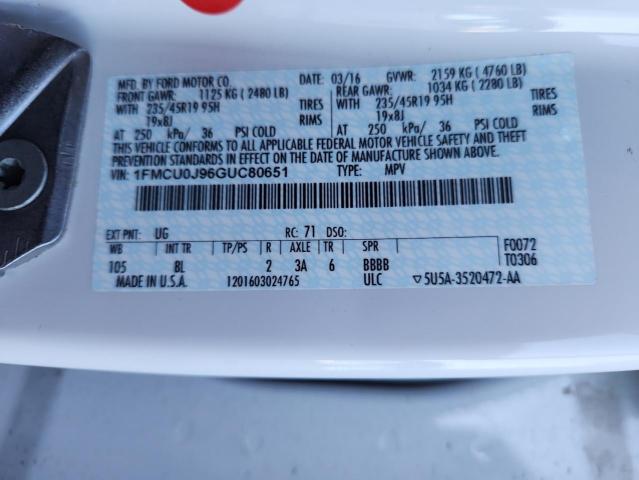 MFD. BY FORD MOTOR CO. DATE: 03/16 GVWR: 2159 KG ( 4760 LB)
FRONT GAWR: 1125 KG ( 2480 LB) REAR GAWR: 1034 KG ( 2280 LB)
WITH 235/45R19 95H TIRES WITH 235/45R19 95H TIRES
19x8J RIMS 19x8J RIMS
AT 250 kPa/ 36 PSI COLD AT 250 kPa/ 36 PSI COLD
THIS VEHICLE CONFORMS TO ALL APPLICABLE FEDERAL MOTOR VEHICLE SAFETY AND THEFT
PREVENTION STANDARDS IN EFFECT ON THE DATE OF MANUFACTURE SHOWN ABOVE.
VIN: 1FMCU0J96GUC80651 TYPE: MPV
EXT PNT: UG RC: 71 DSO: F0072
WB INT TR TP/PS R AXLE TR SPR T0306
105 BL 2 3A 6 BBBB
MADE IN U.S.A. 1201603024765 ULC ▽5U5A-3520472-AA